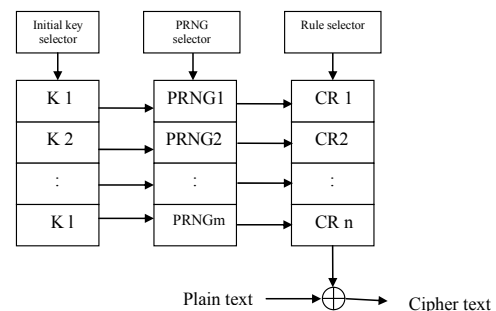 Initial key
selector
PRNG
selector
Rule selector
K 1
PRNG1
CR 1
K 2
PRNG2
CR2
:
:
:
K l
PRNGm
CR n
Plain text
Cipher text